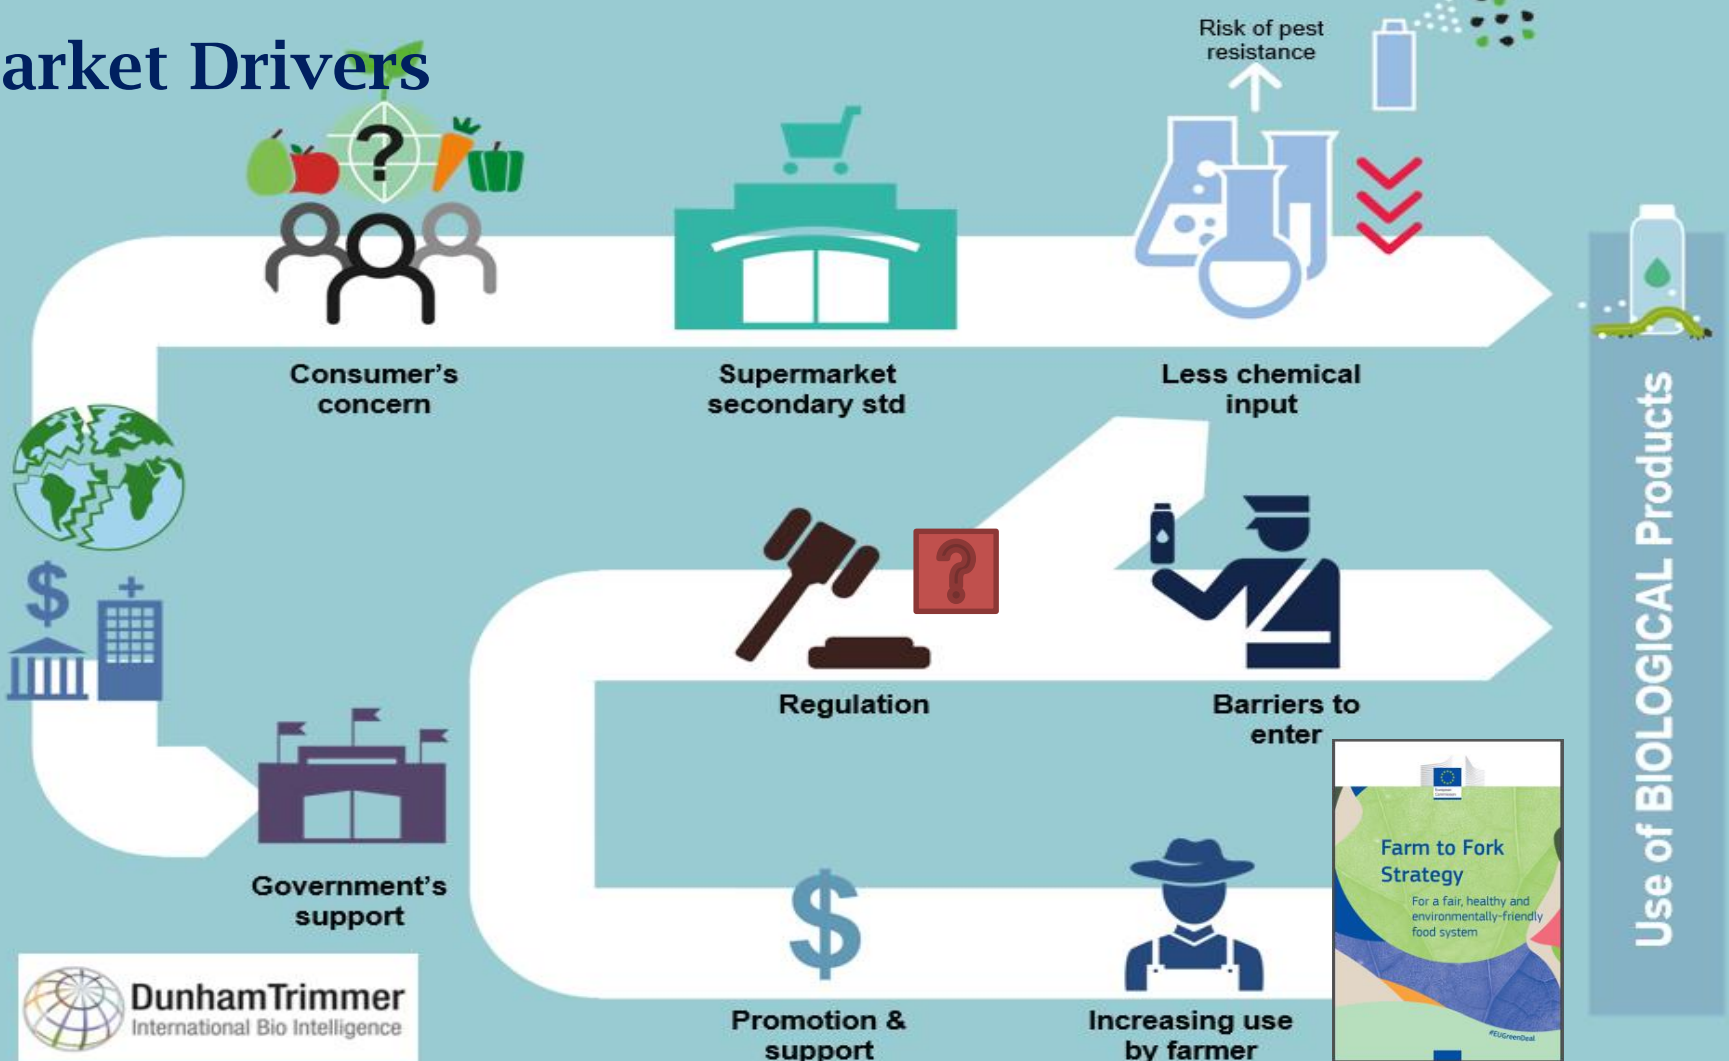 arket Drivers
Risk of pest
resistance
?
$
Consumer's
concern
Supermarket
secondary std
Less chemical
input
?
Regulation
Barriers to
enter
Government's
support
$
Promotion &
support
Increasing use
by farmer
Farm to Fork
Strategy
For a fair, healthy and
environmentally-friendly
food system
#EUGreenDeal
Use of BIOLOGICAL Products
DunhamTrimmer
International Bio Intelligence